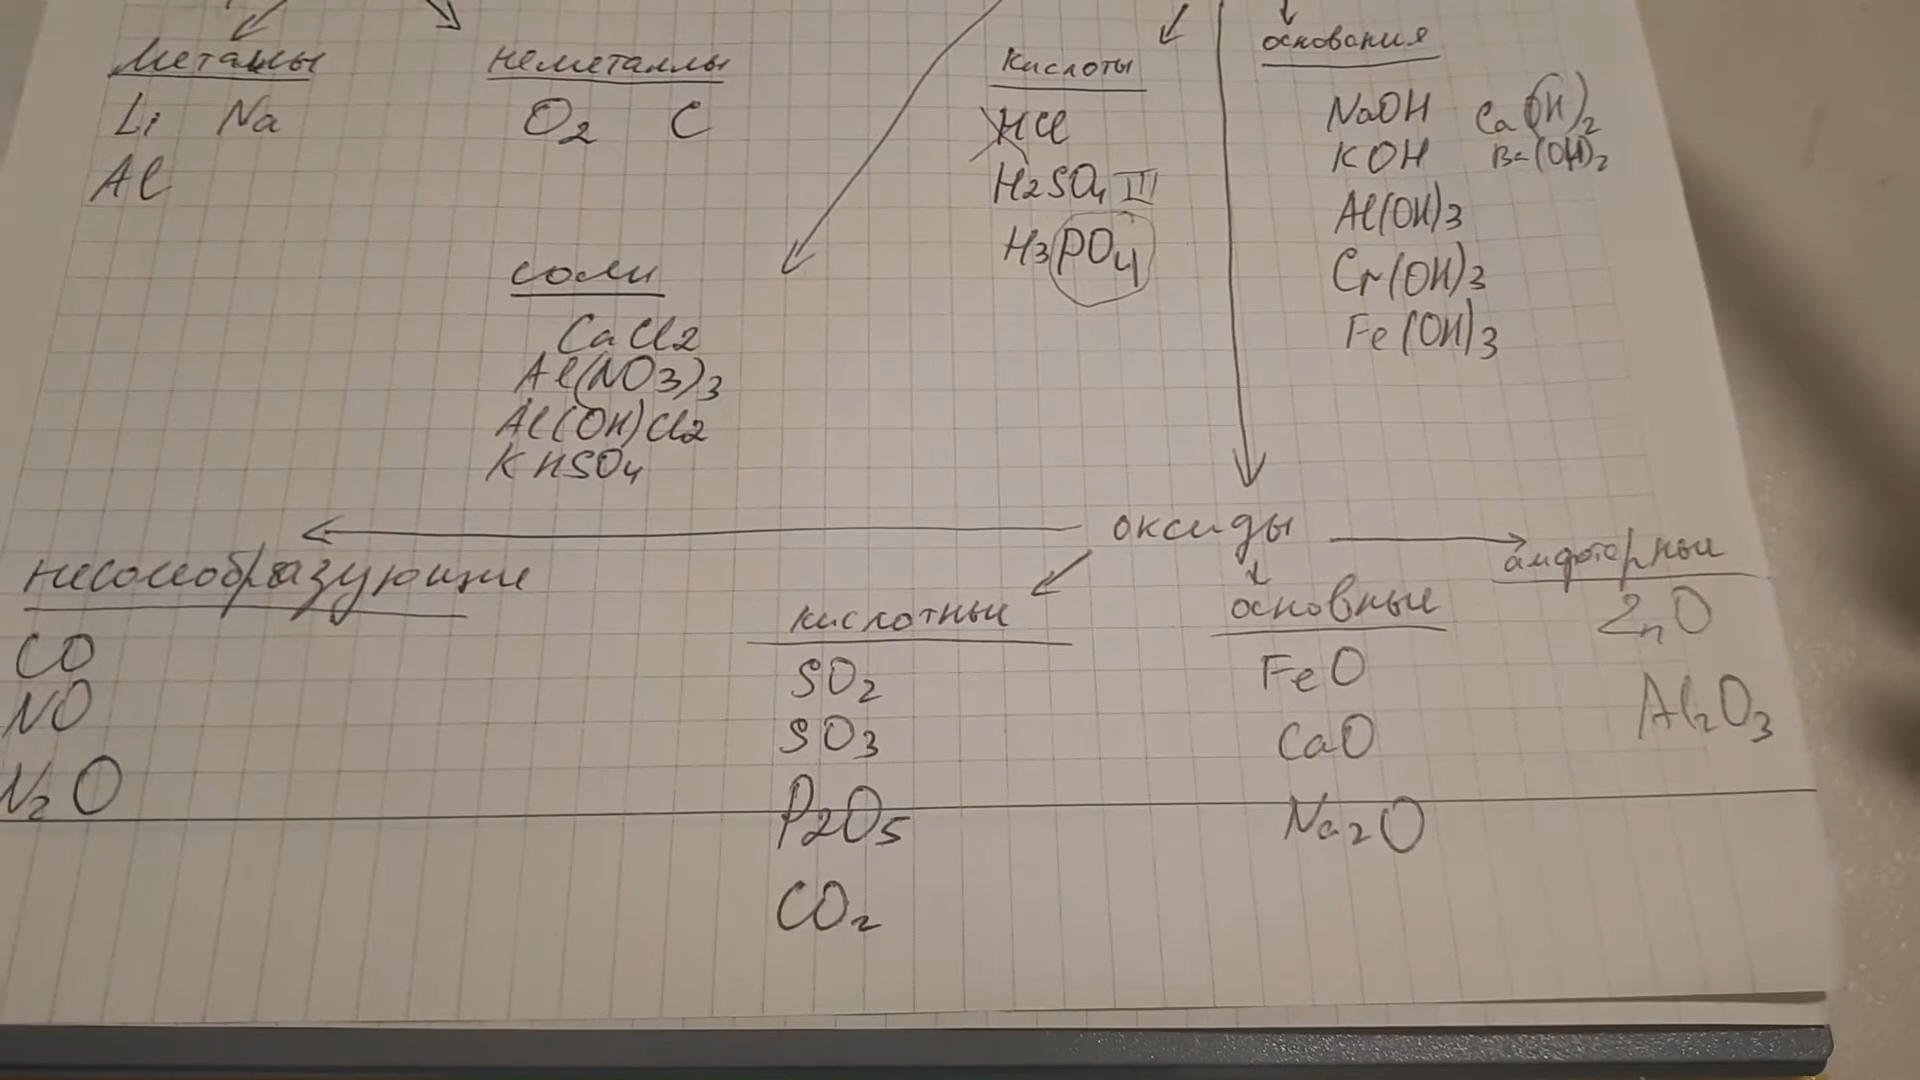 металлы
Li Na
Al
неметаллы
O2 C
кислоты
HCl
H2SO4 III
H3PO4
основания
NaOH Ca(OH)2
KOH Ba(OH)2
Al(OH)3
Cr(OH)3
Fe(OH)3
соли
CaCl2
Al(NO3)3
Al(OH)Cl2
KHSO4
оксиды
несолеобразующие
CO
NO
N2O
кислотные
SO2
SO3
P2O5
CO2
основные
FeO
CaO
Na2O
амфотерные
ZnO
Al2O3